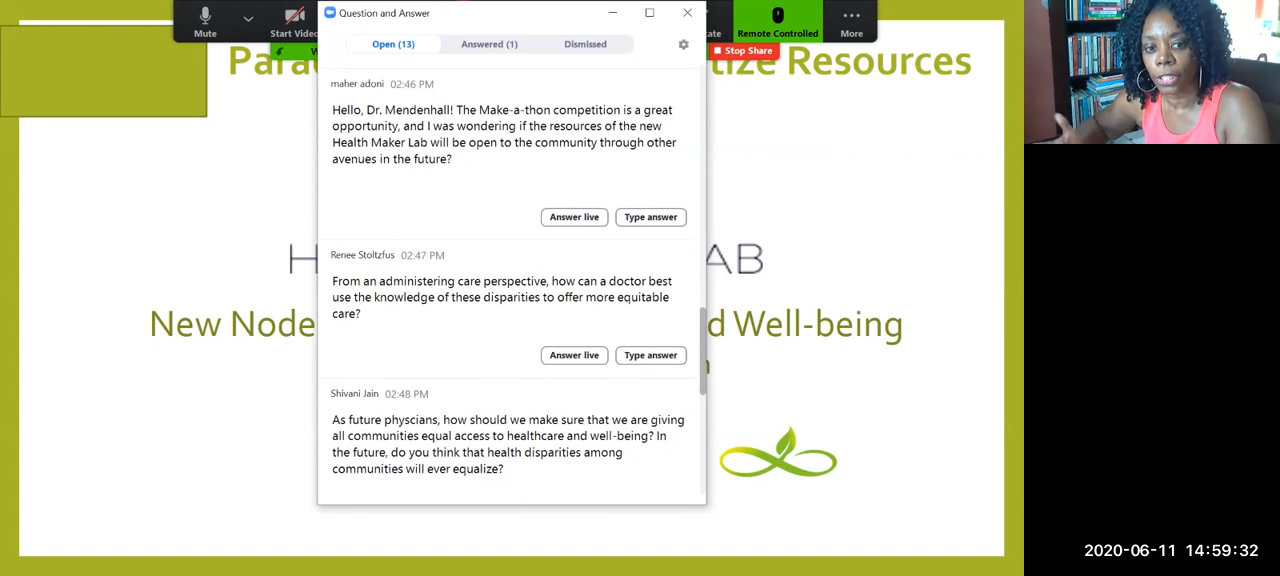 Mute
Start Video
Question and Answer
Remote Controlled
More
Stop Share
Open (13)
Answered (1)
Dismissed
tize Resources
maher adoni 02:46 PM
Hello, Dr. Mendenhall! The Make-a-thon competition is a great
opportunity, and I was wondering if the resources of the new
Health Maker Lab will be open to the community through other
avenues in the future?
Answer live
Type answer
Renee Stoltzfus 02:47 PM
From an administering care perspective, how can a doctor best
use the knowledge of these disparities to offer more equitable
care?
Answer live
Type answer
Shivani Jain 02:48 PM
As future physcians, how should we make sure that we are giving
all communities equal access to healthcare and well-being? In
the future, do you think that health disparities among
communities will ever equalize?
H
AB
New Node
d Well-being
2020-06-11 14:59:32